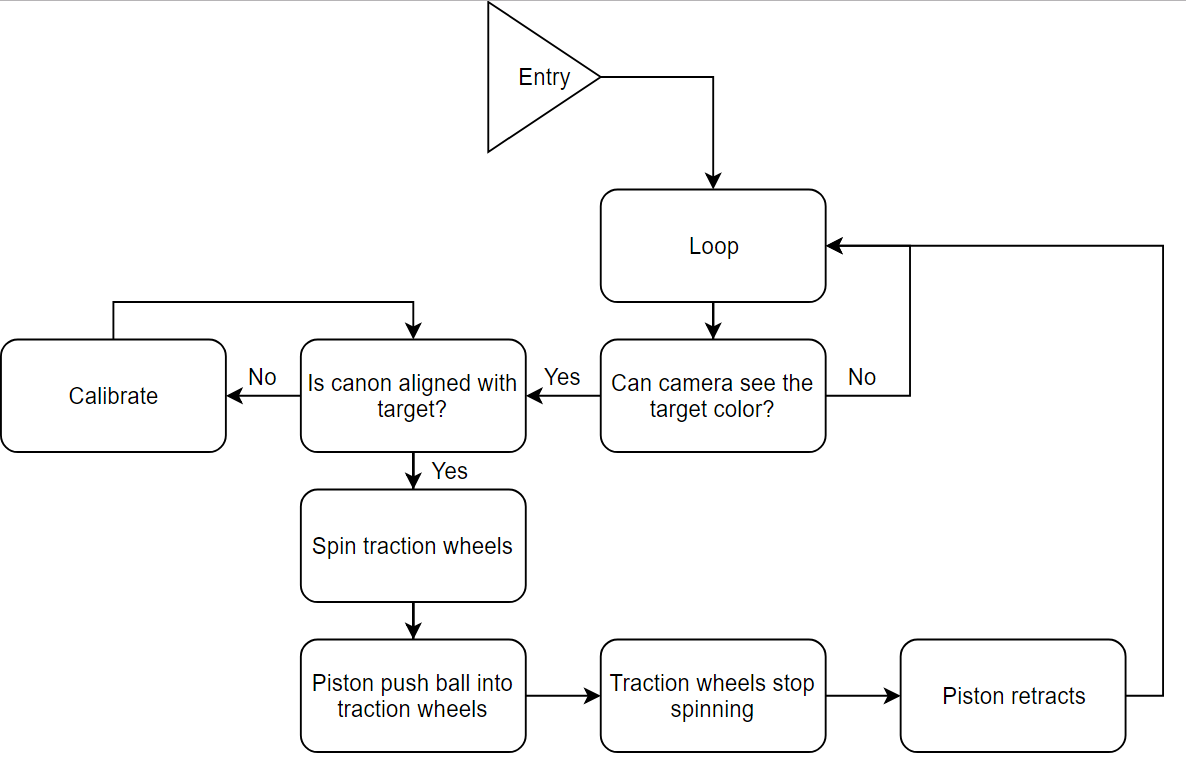 Entry
Loop
Can camera see the
target color?
No
Yes
Is canon aligned with
target?
No
Calibrate
Yes
Spin traction wheels
Piston push ball into
traction wheels
Traction wheels stop
spinning
Piston retracts